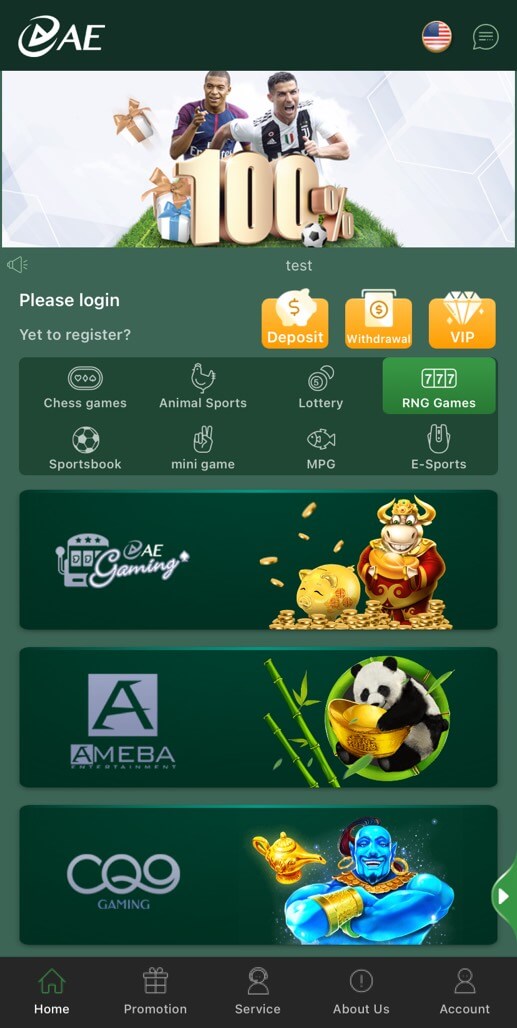 AE
100%
test
Please login
Yet to register?
Deposit
Withdrawal
VIP
Chess games
Animal Sports
Lottery
777
RNG Games
Sportsbook
mini game
MPG
E-Sports
AE
Gaming
A
AMEBA
ENTERTAINMENT
CQ9
GAMING
Home
Promotion
Service
About Us
Account